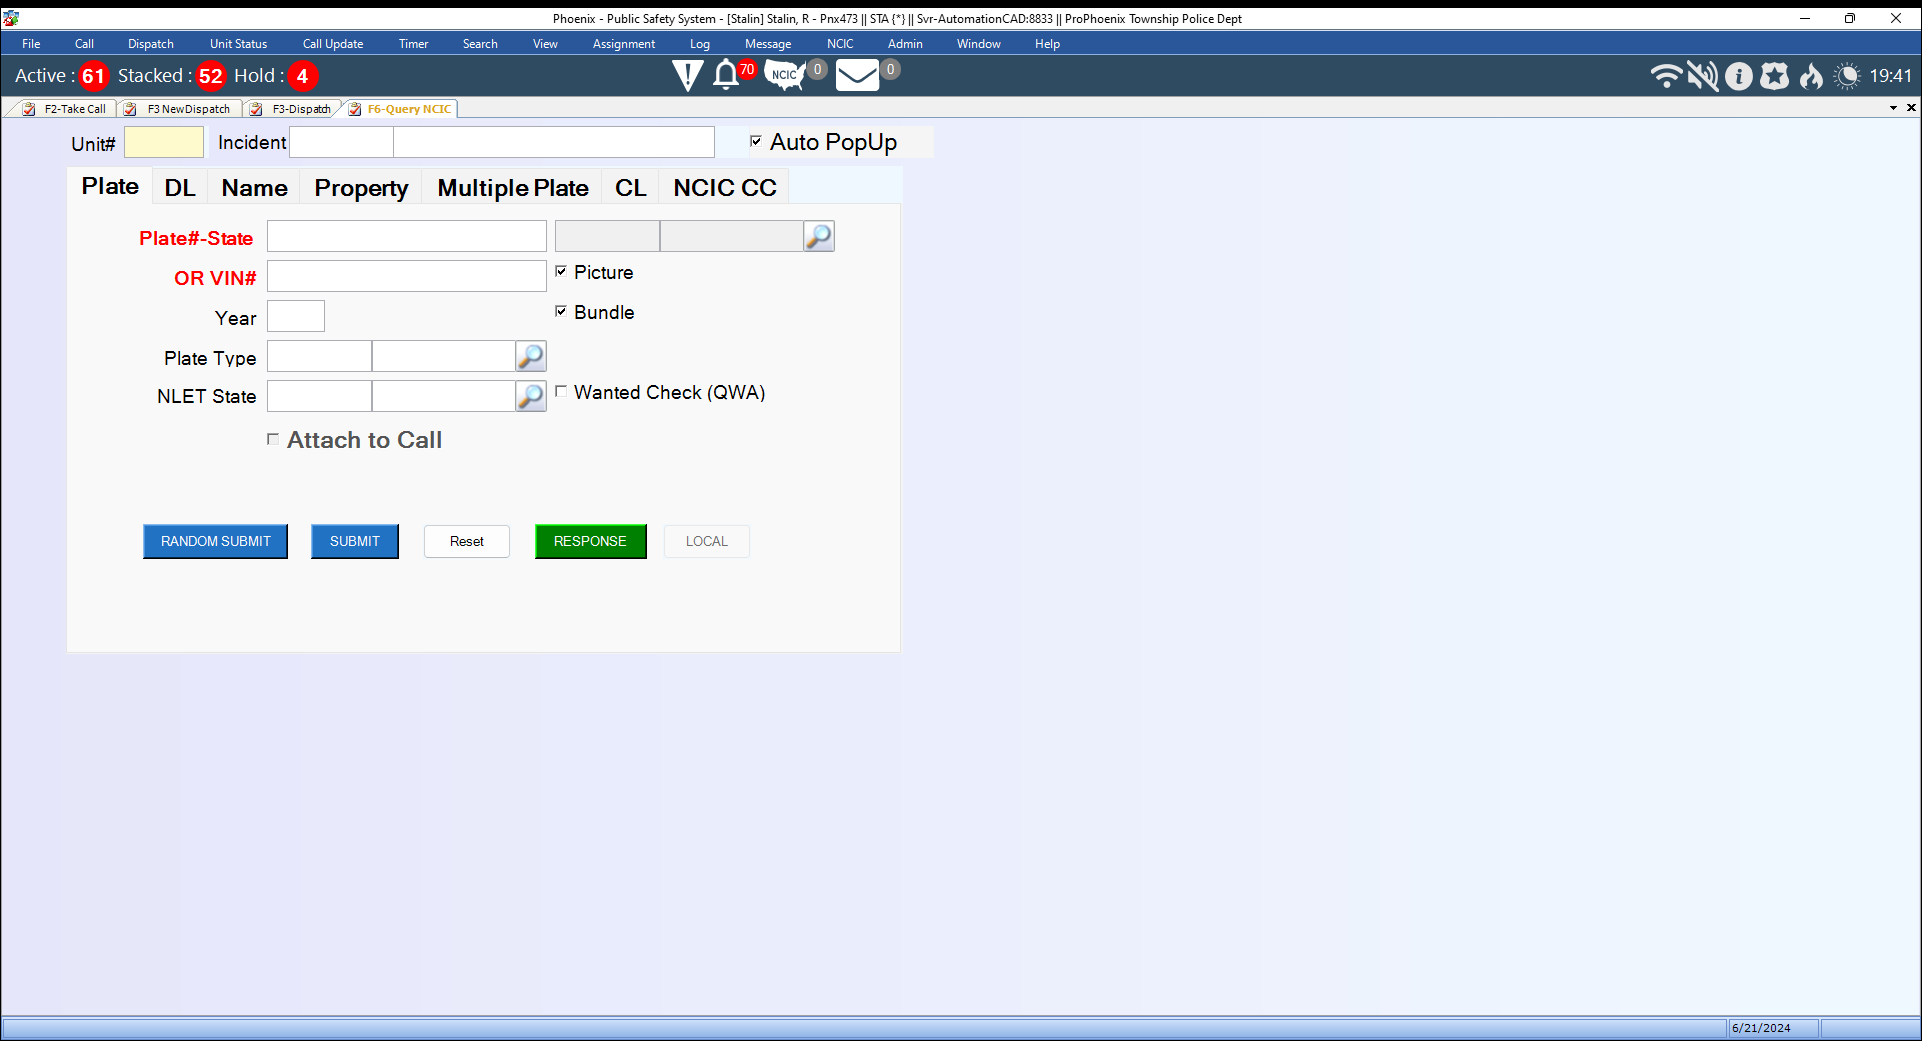 Phoenix - Public Safety System - [Stalin] Stalin, R - Pnx473 || STA {*} || Svr-AutomationCAD:8833 || ProPhoenix Township Police Dept
File Call Dispatch Unit Status Call Update Timer Search View Assignment Log Message NCIC Admin Window Help
Active : 61 Stacked : 52 Hold : 4 70 NCIC 0 0 19:41
F2-Take Call F3 NewDispatch F3-Dispatch F6-Query NCIC
Unit# Incident Auto PopUp
Plate DL Name Property Multiple Plate CL NCIC CC
Plate#-State
OR VIN# Picture
Year Bundle
Plate Type
NLET State Wanted Check (QWA)
Attach to Call
RANDOM SUBMIT SUBMIT Reset RESPONSE LOCAL
6/21/2024